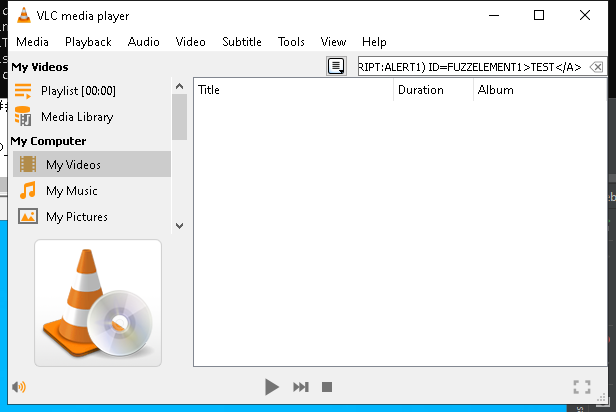 VLC media player
Media Playback Audio Video Subtitle Tools View Help
My Videos
RIPT:ALERT1) ID=FUZZELEMENT1>TEST</A>
Playlist [00:00]
Media Library
My Computer
My Videos
My Music
My Pictures
Title Duration Album